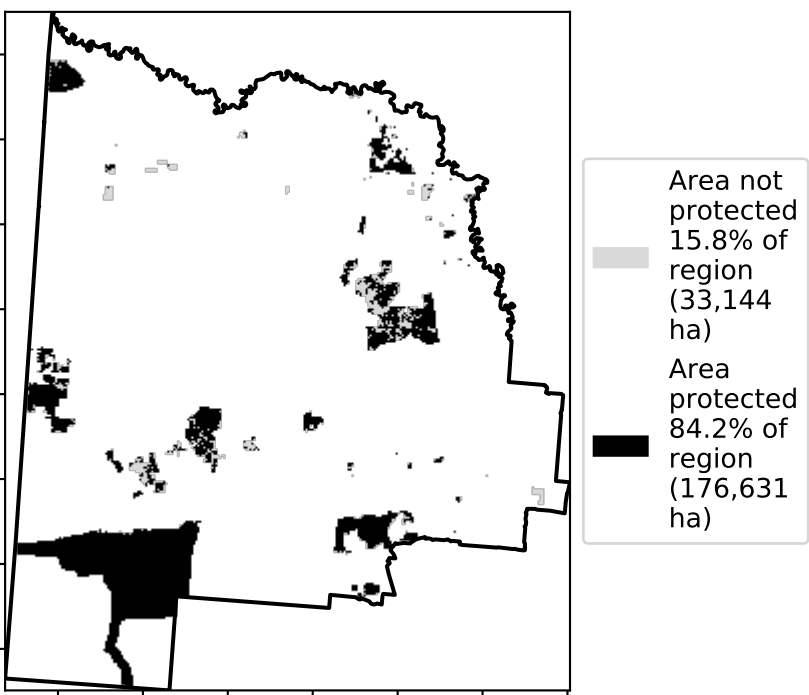 Area not
protected
15.8% of
region
(33,144
ha)
Area
protected
84.2% of
region
(176,631
ha)